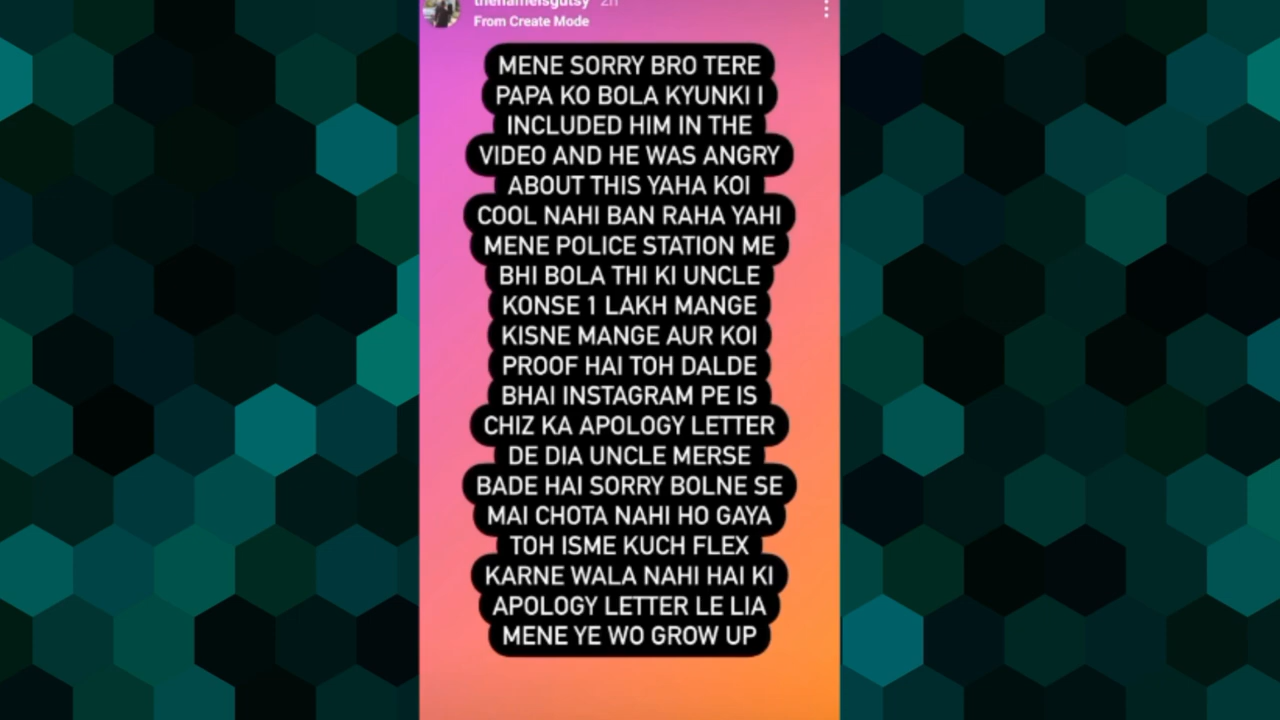 thenameisgutsy 2h
From Create Mode
MENE SORRY BRO TERE
PAPA KO BOLA KYUNKI I
INCLUDED HIM IN THE
VIDEO AND HE WAS ANGRY
ABOUT THIS YAHA KOI
COOL NAHI BAN RAHA YAHI
MENE POLICE STATION ME
BHI BOLA THI KI UNCLE
KONSE 1 LAKH MANGE
KISNE MANGE AUR KOI
PROOF HAI TOH DALDE
BHAI INSTAGRAM PE IS
CHIZ KA APOLOGY LETTER
DE DIA UNCLE MERSE
BADE HAI SORRY BOLNE SE
MAI CHOTA NAHI HO GAYA
TOH ISME KUCH FLEX
KARNE WALA NAHI HAI KI
APOLOGY LETTER LE LIA
MENE YE WO GROW UP